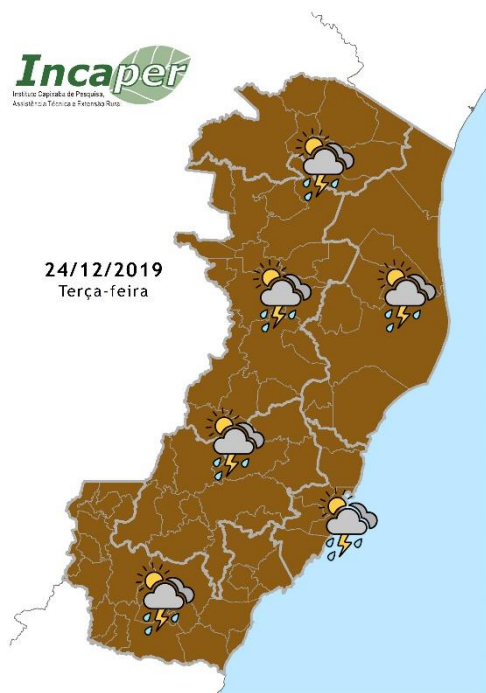 Incaper
Instituto Capixaba de Pesquisa,
Assistência Técnica e Extensão Rural
24/12/2019
Terça-feira